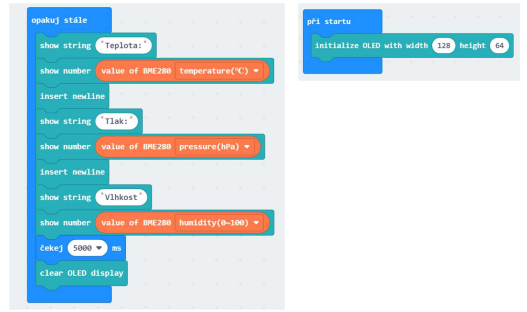 opakuj stále
show string "Teplota:"
show number value of BME280 temperature(℃)
insert newline
show string "Tlak:"
show number value of BME280 pressure(hPa)
insert newline
show string "Vlhkost"
show number value of BME280 humidity(0~100)
čekej 5000 ms
clear OLED display
při startu
initialize OLED with width 128 height 64